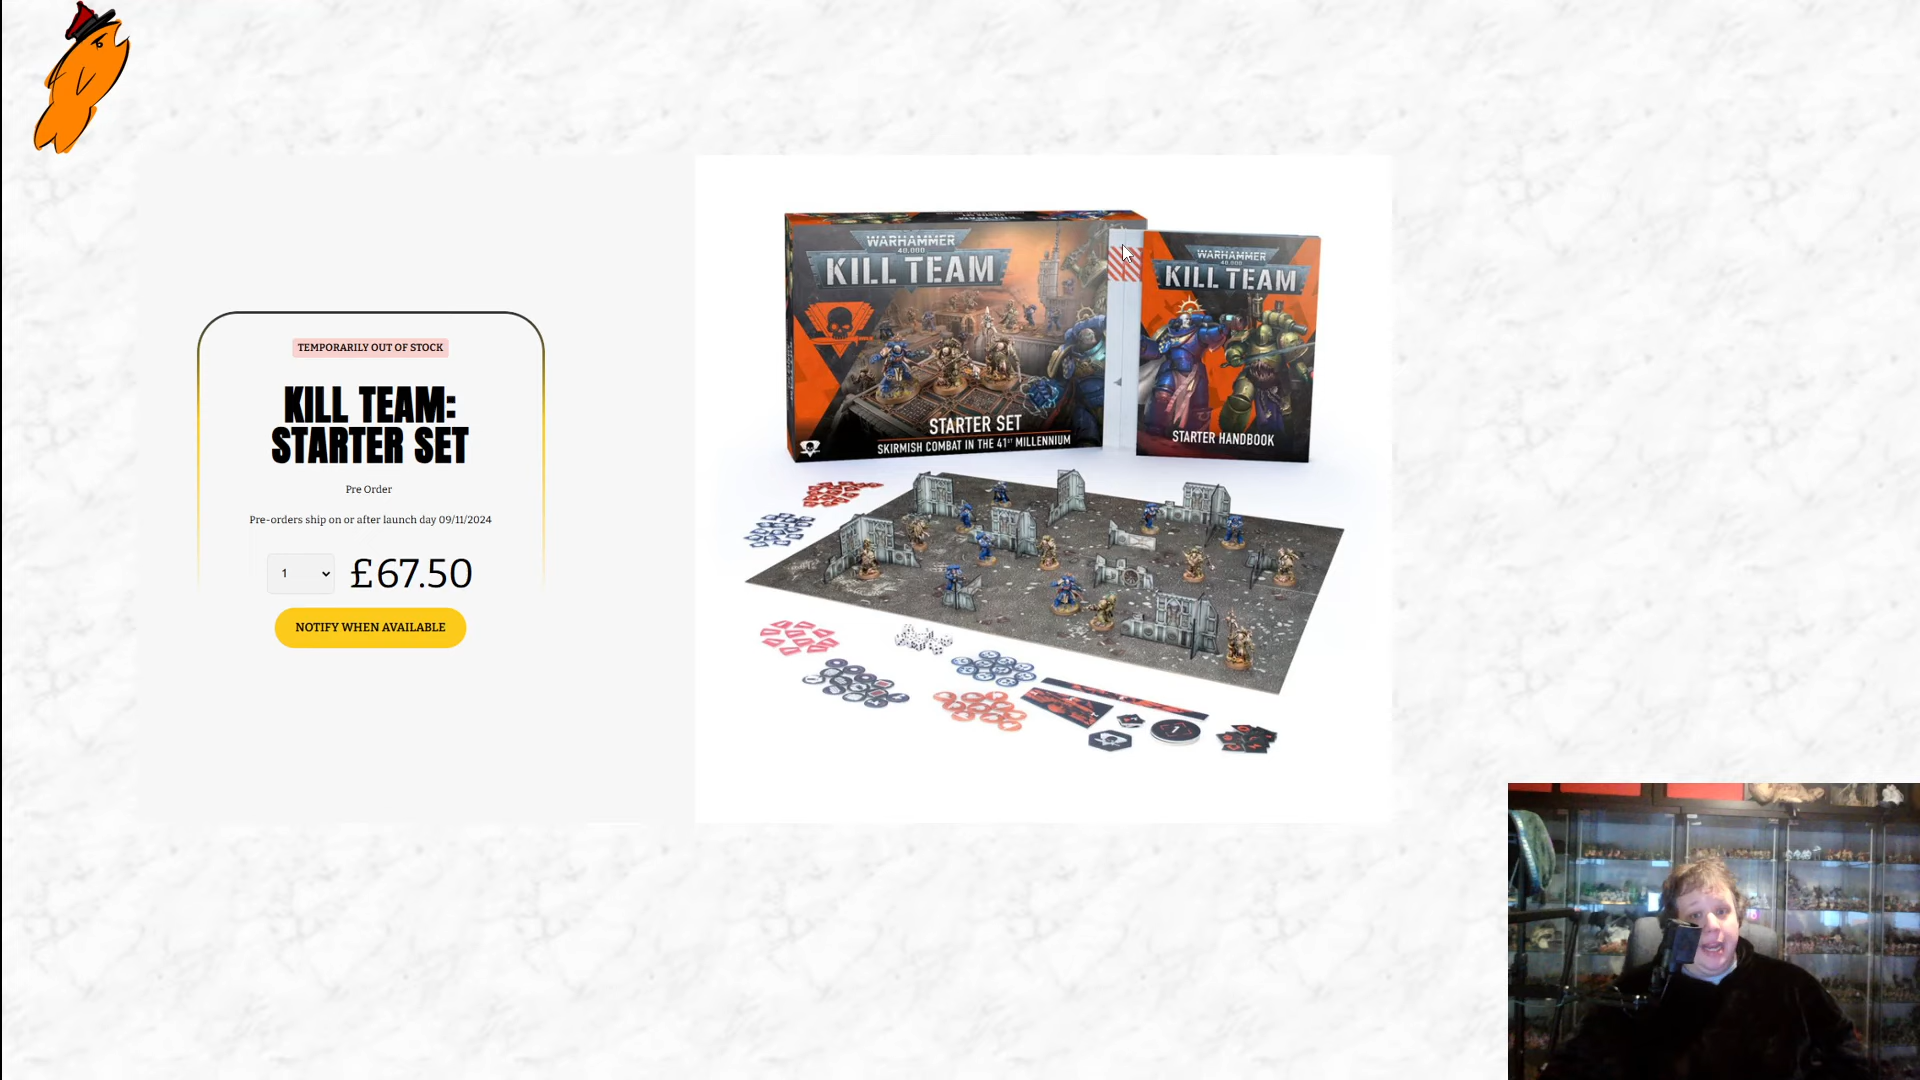 TEMPORARILY OUT OF STOCK
KILL TEAM:
STARTER SET
Pre Order
Pre-orders ship on or after launch day 09/11/2024
1
£67.50
NOTIFY WHEN AVAILABLE
WARHAMMER
40,000
KILL TEAM
STARTER SET
SKIRMISH COMBAT IN THE 41ST MILLENNIUM
WARHAMMER
40,000
KILL TEAM
STARTER HANDBOOK
1